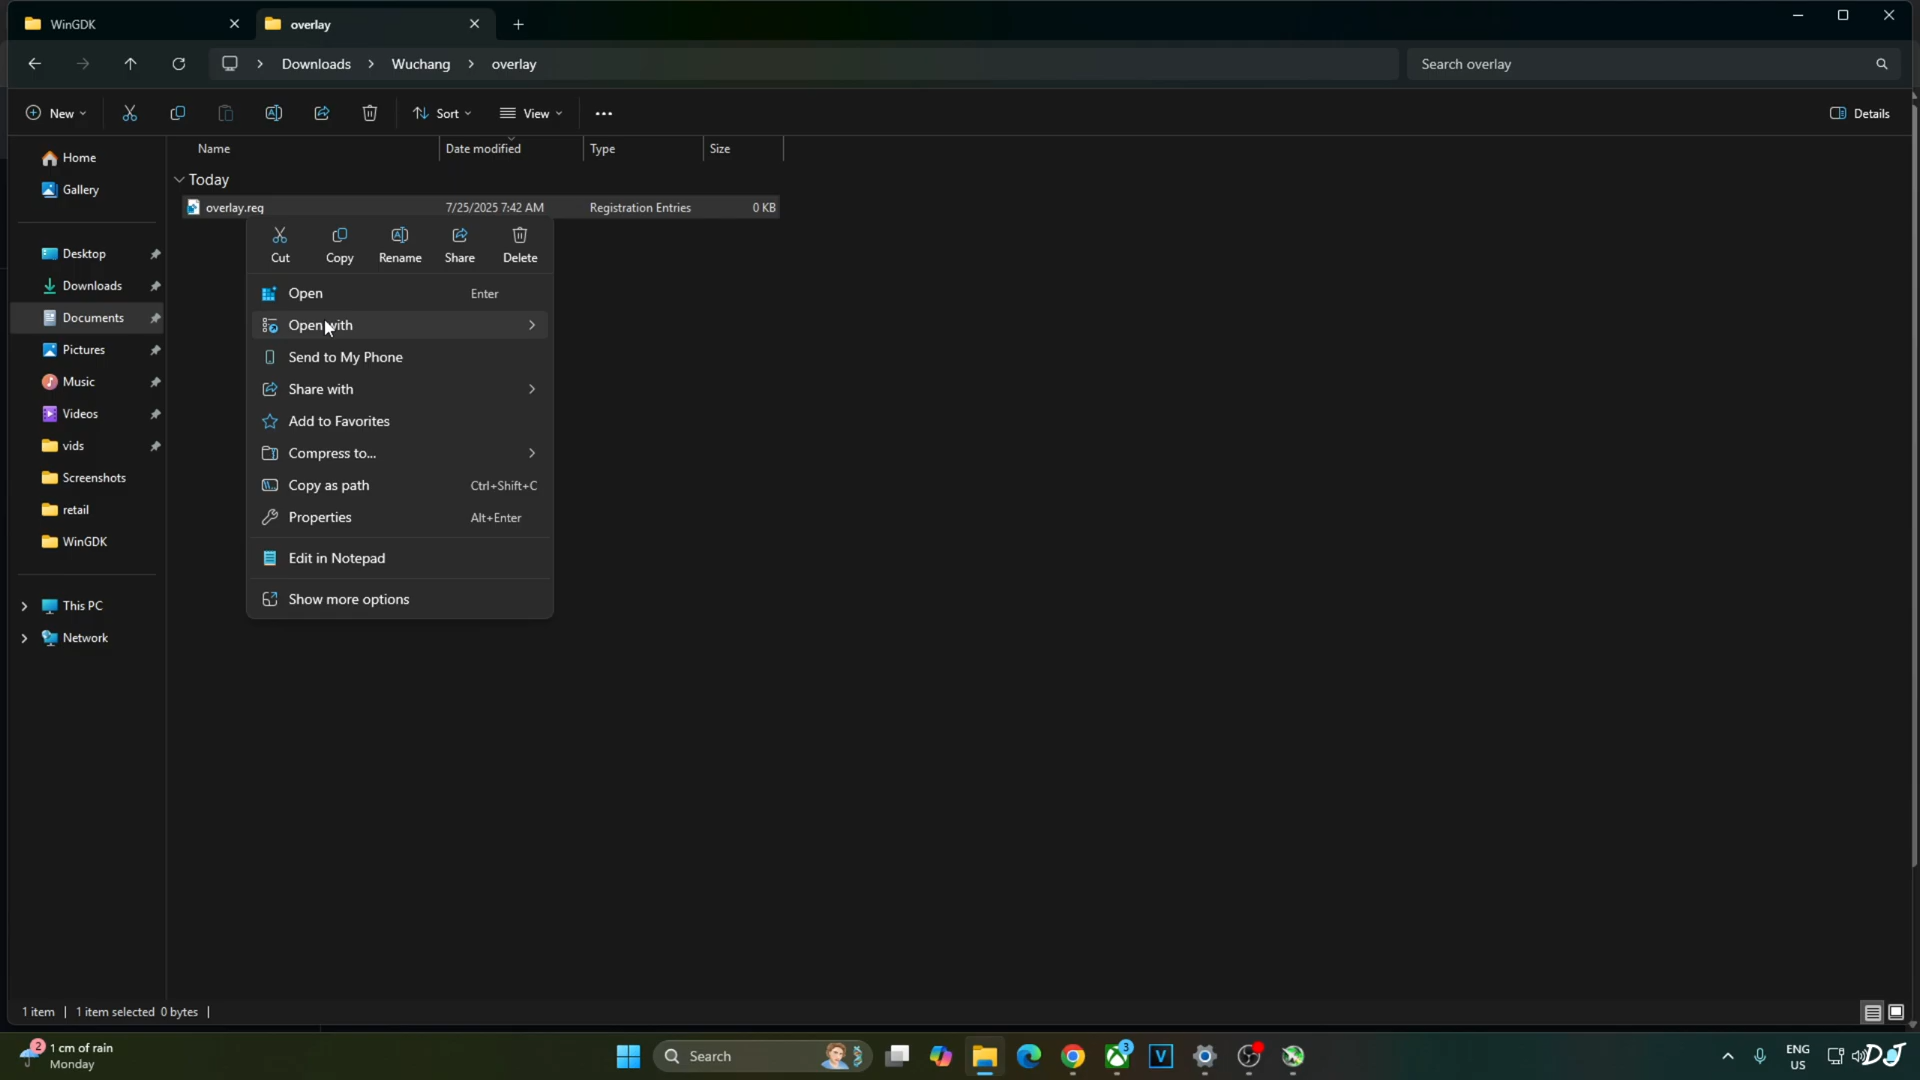 WinGDK
overlay
Downloads > Wuchang > overlay
Search overlay
New
Sort
View
Details
Name
Date modified
Type
Size
Today
overlay.reg
7/25/2025 7:42 AM
Registration Entries
0 KB
Home
Gallery
Desktop
Downloads
Documents
Pictures
Music
Videos
vids
Screenshots
retail
WinGDK
This PC
Network
Cut
Copy
Rename
Share
Delete
Open
Enter
Open with
Send to My Phone
Share with
Add to Favorites
Compress to...
Copy as path
Ctrl+Shift+C
Properties
Alt+Enter
Edit in Notepad
Show more options
1 item
1 item selected 0 bytes
2
1 cm of rain
Monday
Search
3
V
ENG
US
DJ